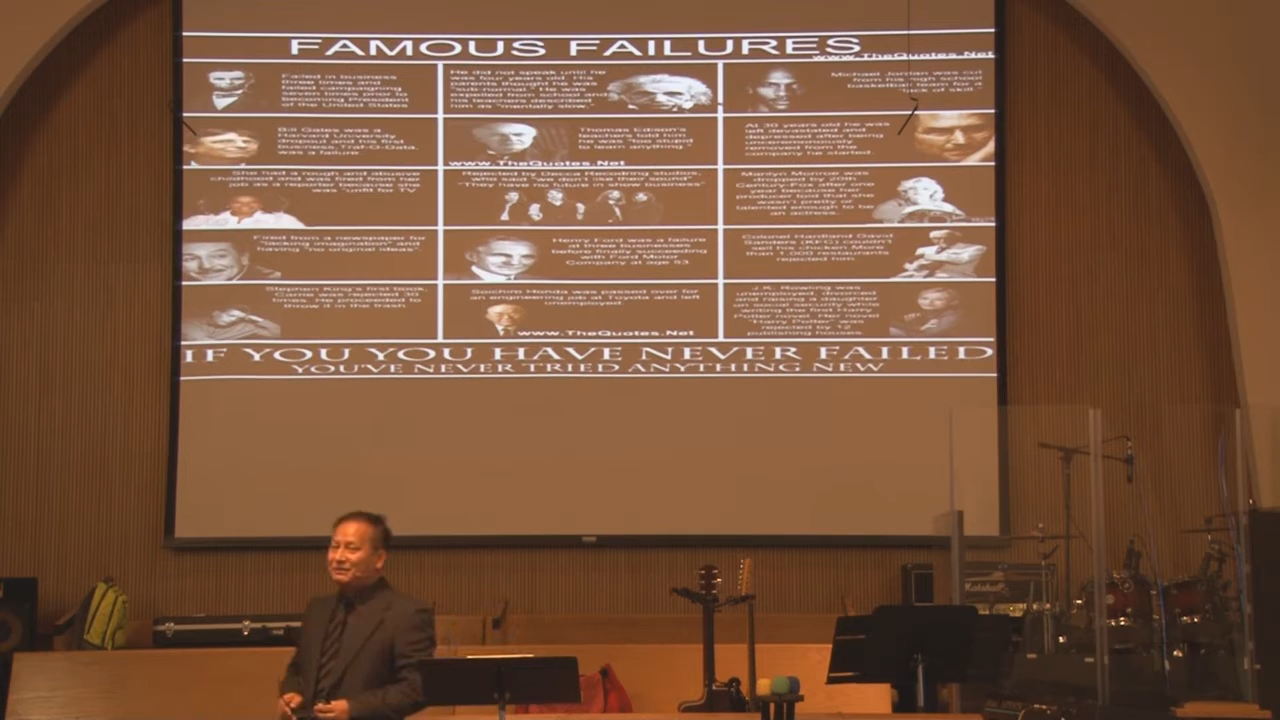 FAMOUS FAILURES
www.TheQuotes.Net
Failed in business
three times and
failed campaigning
seven times prior to
becoming President
of the United States
He did not speak until he
was four years old. His
parents thought he was
"sub-normal." He was
expelled from school and
his teachers described
him as "mentally slow."
Michael Jordan was cut
from his high school
basketball team for a
"lack of skill."
Bill Gates was a
Harvard University
dropout and his first
business, Traf-O-Data,
was a failure
Thomas Edison's
teachers told him
he was "too stupid
to learn anything."
www.TheQuotes.Net
At 30 years old he was
left devastated and
depressed after being
unceremoniously
removed from the
company he started.
She had a rough and abusive
childhood and was fired from her
job as a reporter because she
was "unfit for TV
Rejected by Decca Recodring studios,
who said "we don't like their sound"
"They have no future in show business"
Marilyn Monroe was
dropped by 20th
Century-Fox after one
year because her
producer told that she
wasn't pretty or
talented enough to be
an actress.
Fired from a newspaper for
"lacking imagination" and
having "no original ideas"
Henry Ford was a failure
at three businesses
before finally succeeding
with Ford Motor
Company at age 53
Colonel Hardland David
Sanders (KFC) couldn't
sell his chicken. More
than 1,000 restaurants
rejected him
Stephen King's first book,
Carrie was rejected 30
times. He proceeded to
throw it in the trash
Soichiro Honda was passed over for
an engineering job at Toyota and left
unemployed.
www.TheQuotes.Net
J.K. Rowling was
unemployed, divorced
and raising a daughter
on social security while
writing the first Harry
Potter novel. Her novel
"Harry Potter" was
rejected by 12
publishing houses.
IF YOU YOU HAVE NEVER FAILED
YOU'VE NEVER TRIED ANYTHING NEW